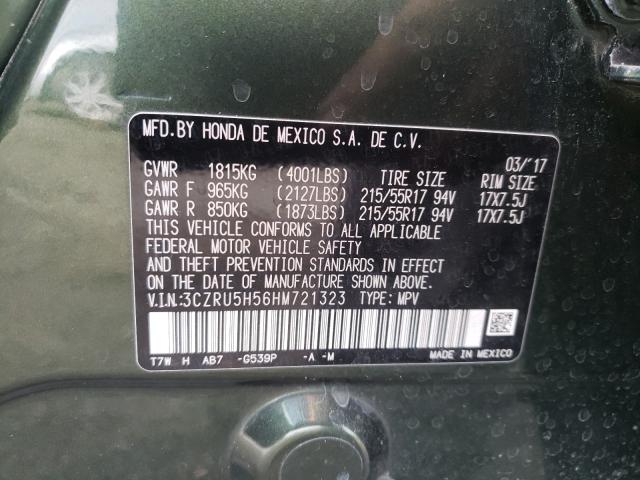 MFD.BY HONDA DE MEXICO S.A. DE C.V.
03/'17
GVWR 1815KG (4001LBS) TIRE SIZE RIM SIZE
GAWR F 965KG (2127LBS) 215/55R17 94V 17X7.5J
GAWR R 850KG (1873LBS) 215/55R17 94V 17X7.5J
THIS VEHICLE CONFORMS TO ALL APPLICABLE
FEDERAL MOTOR VEHICLE SAFETY
AND THEFT PREVENTION STANDARDS IN EFFECT
ON THE DATE OF MANUFACTURE SHOWN ABOVE.
V.I.N:3CZRU5H56HM721323 TYPE: MPV
T7W H AB7 -G539P -A -M MADE IN MEXICO